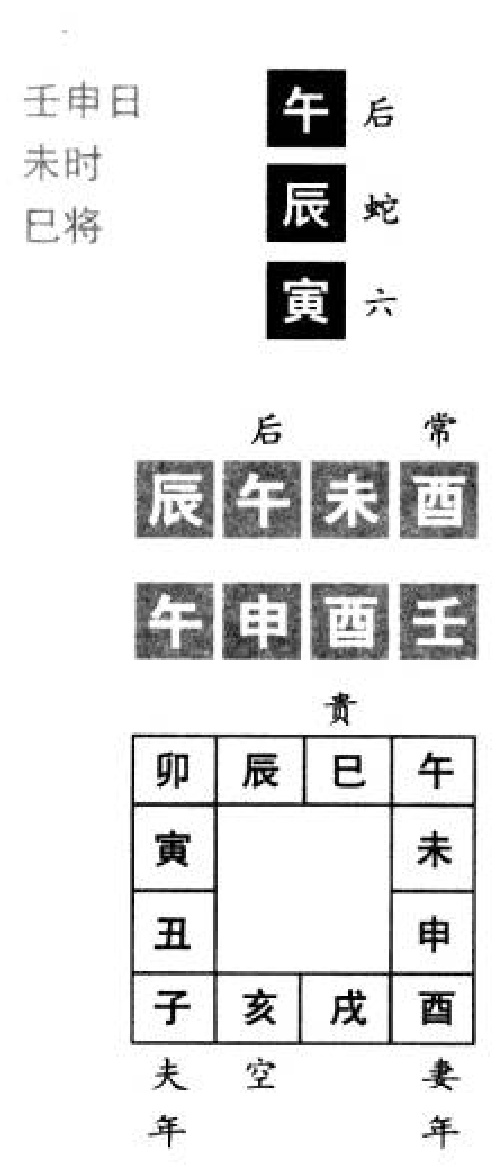 壬申日
未时
巳将
午 后
辰 蛇
寅 六
后 常
辰 午 未 酉
午 申 酉 壬
贵
卯 辰 巳 午
寅 未
丑 申
子 亥 戌 酉
夫 空 妻
年 年